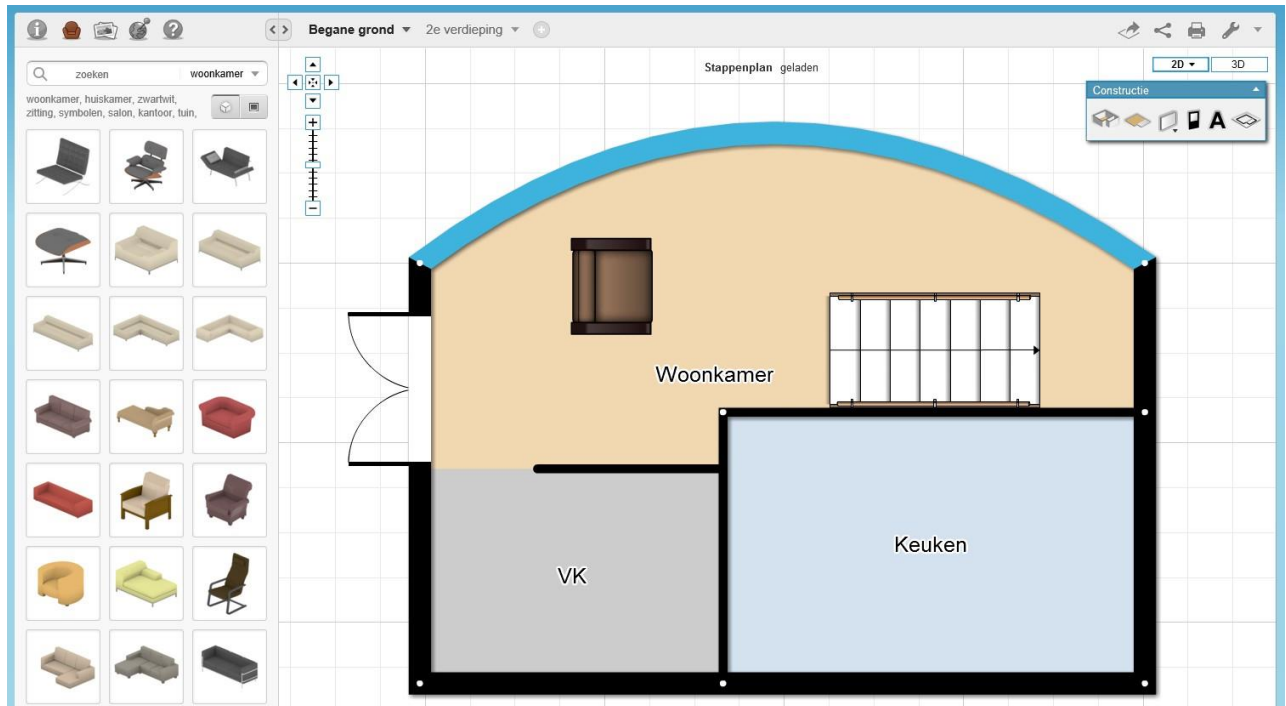 Begane grond 2e verdieping
zoeken woonkamer
woonkamer, huiskamer, zwartwit,
zitting, symbolen, salon, kantoor, tuin,
Stappenplan geladen
2D 3D
Constructie
A
Woonkamer
VK
Keuken